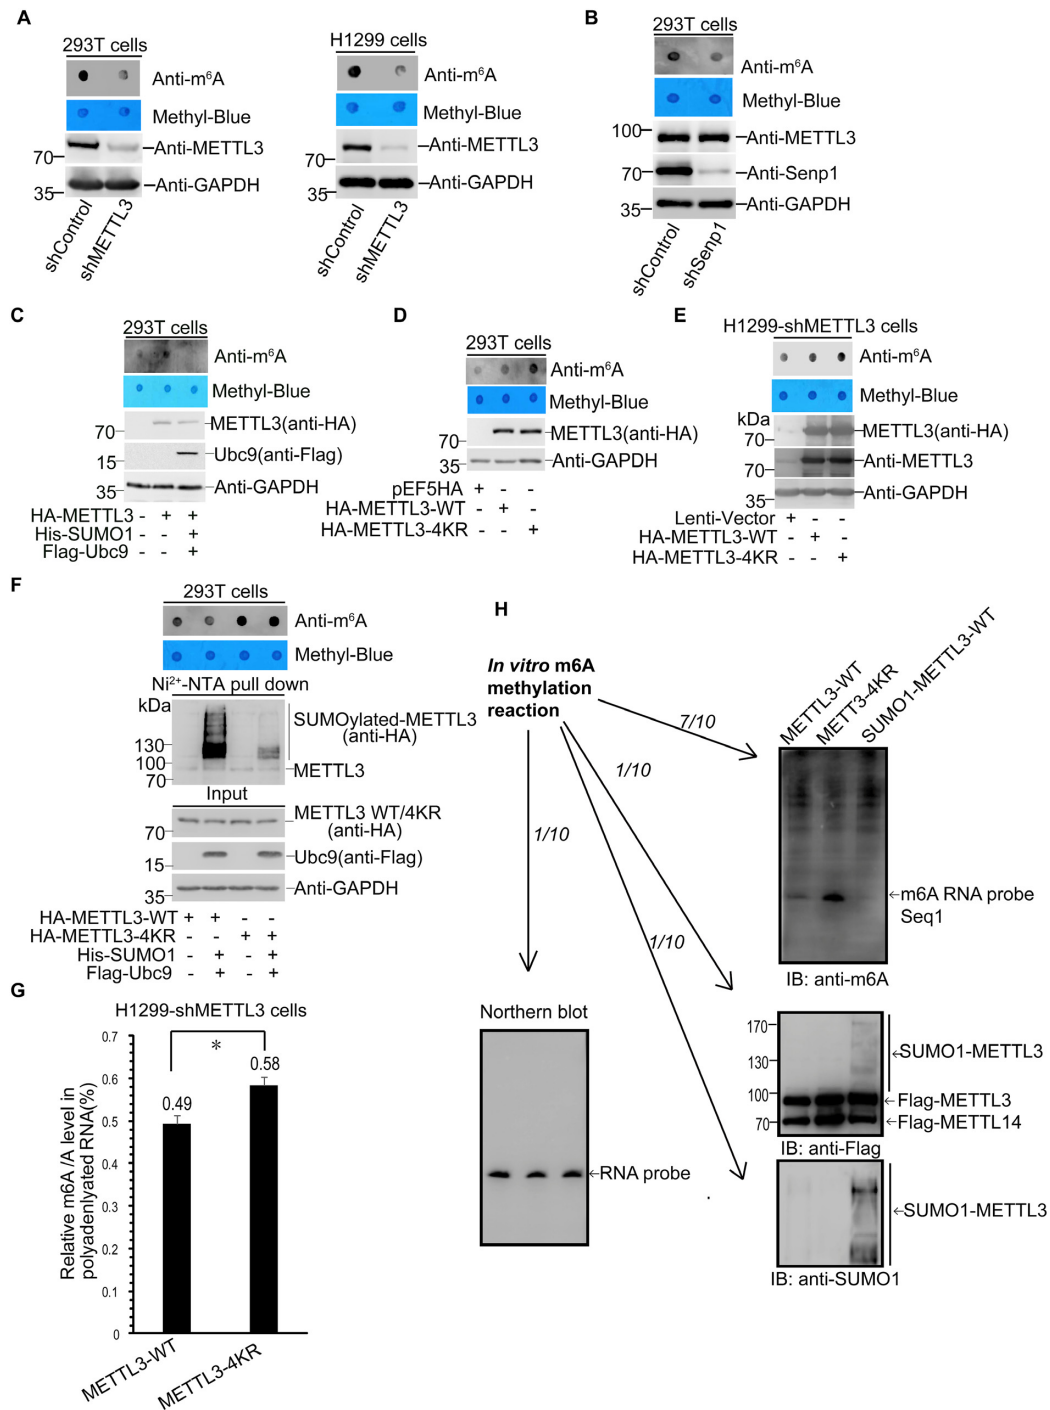 A
293T cells
Anti-m⁶A
Methyl-Blue
Anti-METTL3
70
Anti-GAPDH
35
shControl
shMETTL3
H1299 cells
Anti-m⁶A
Methyl-Blue
Anti-METTL3
70
Anti-GAPDH
35
shControl
shMETTL3
B
293T cells
Anti-m⁶A
Methyl-Blue
100
Anti-METTL3
70
Anti-Senp1
35
Anti-GAPDH
shControl
shSenp1
C
293T cells
Anti-m⁶A
Methyl-Blue
METTL3(anti-HA)
70
Ubc9(anti-Flag)
15
Anti-GAPDH
35
HA-METTL3 - + +
His-SUMO1 - - +
Flag-Ubc9 - - +
D
293T cells
Anti-m⁶A
Methyl-Blue
METTL3(anti-HA)
70
Anti-GAPDH
35
pEF5HA + - -
HA-METTL3-WT - + -
HA-METTL3-4KR - - +
E
H1299-shMETTL3 cells
Anti-m⁶A
Methyl-Blue
kDa
METTL3(anti-HA)
70
Anti-METTL3
70
Anti-GAPDH
35
Lenti-Vector + - -
HA-METTL3-WT - + -
HA-METTL3-4KR - - +
F
293T cells
Anti-m⁶A
Methyl-Blue
Ni²⁺-NTA pull down
kDa
SUMOylated-METTL3
(anti-HA)
130
100
METTL3
70
Input
METTL3 WT/4KR
(anti-HA)
70
Ubc9(anti-Flag)
15
Anti-GAPDH
35
HA-METTL3-WT + + - -
HA-METTL3-4KR - - + +
His-SUMO1 - + - +
Flag-Ubc9 - + - +
G
H1299-shMETTL3 cells
Relative m6A /A level in
polyadenlyated RNA(%)
0.7
0.6
0.5
0.4
0.3
0.2
0.1
0
0.49
*
0.58
METTL3-WT
METTL3-4KR
H
In vitro m6A
methylation
reaction
7/10
1/10
1/10
1/10
METTL3-WT
METT3-4KR
SUMO1-METTL3-WT
m6A RNA probe
Seq1
IB: anti-m6A
Northern blot
RNA probe
170
130
100
70
SUMO1-METTL3
Flag-METTL3
Flag-METTL14
IB: anti-Flag
SUMO1-METTL3
IB: anti-SUMO1